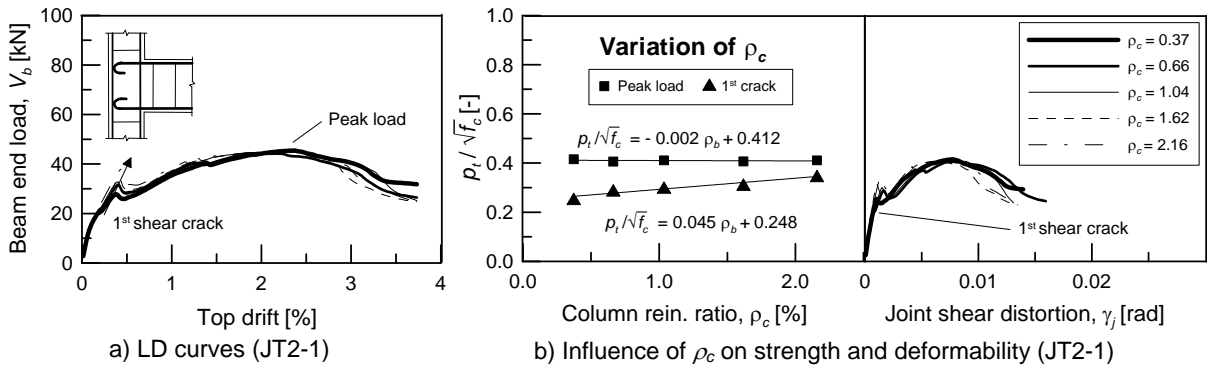 Beam end load, V_b [kN]
100
80
60
40
20
0
Peak load
1st shear crack
0 1 2 3 4
Top drift [%]
a) LD curves (JT2-1)
p_t / √f_c [-]
1.0
0.8
0.6
0.4
0.2
0.0
Variation of ρ_c
Peak load 1st crack
p_t /√f_c = - 0.002 ρ_b + 0.412
p_t /√f_c = 0.045 ρ_b + 0.248
0.0 1.0 2.0
Column rein. ratio, ρ_c [%]
ρ_c = 0.37
ρ_c = 0.66
ρ_c = 1.04
ρ_c = 1.62
ρ_c = 2.16
1st shear crack
0 0.01 0.02
Joint shear distortion, γ_j [rad]
b) Influence of ρ_c on strength and deformability (JT2-1)